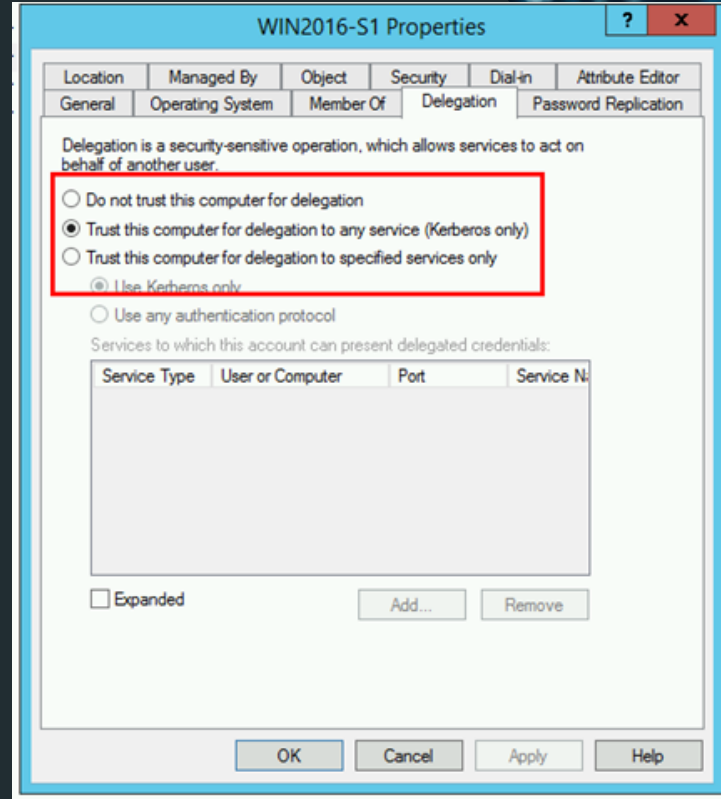 WIN2016-S1 Properties
?
x
Location
Managed By
Object
Security
Dial-in
Attribute Editor
General
Operating System
Member Of
Delegation
Password Replication
Delegation is a security-sensitive operation, which allows services to act on
behalf of another user.
Do not trust this computer for delegation
Trust this computer for delegation to any service (Kerberos only)
Trust this computer for delegation to specified services only
Use Kerberos only
Use any authentication protocol
Services to which this account can present delegated credentials:
Service Type
User or Computer
Port
Service Na
Expanded
Add...
Remove
OK
Cancel
Apply
Help